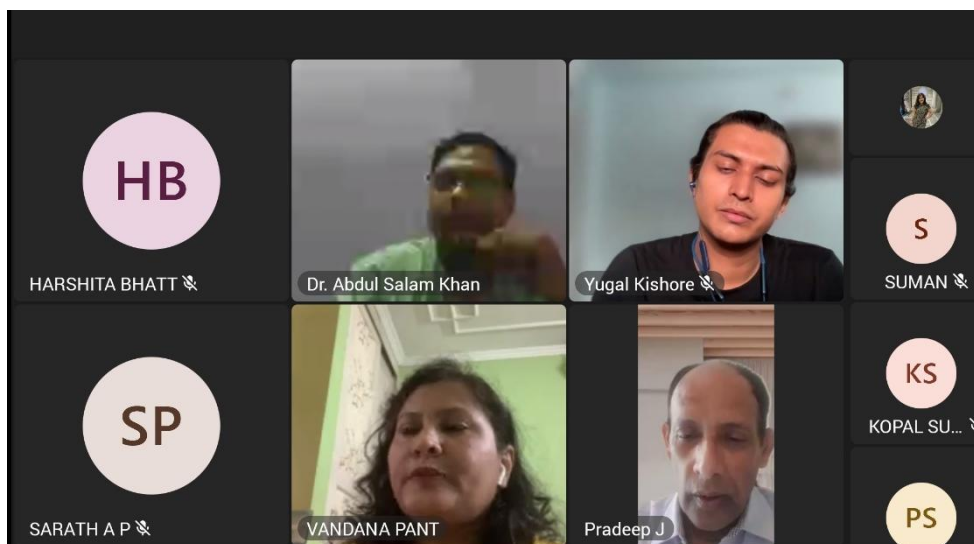 HB
HARSHITA BHATT
Dr. Abdul Salam Khan
Yugal Kishore
S
SUMAN
SP
SARATH A P
VANDANA PANT
Pradeep J
KS
KOPAL SU...
PS